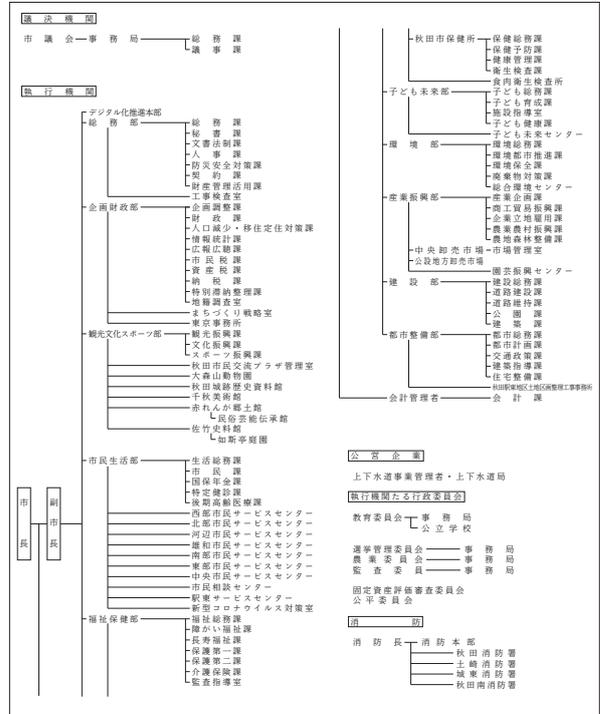 議決機関
市議会 事務局 総務課
議事課
執行機関
市長
副市長
デジタル化推進本部
総務部 総務課
秘書課
文書法制課
人事課
防災安全対策課
契約課
財産管理活用課
工事検査室
企画財政部 企画調整課
財政課
人口減少・移住定住対策課
情報統計課
広報広聴課
市民税課
資産税課
納税課
特別滞納整理課
地籍調査室
まちづくり戦略室
東京事務所
観光文化スポーツ部 観光振興課
文化振興課
スポーツ振興課
秋田市民交流プラザ管理室
大森山動物園
秋田城跡歴史資料館
千秋美術館
赤れんが郷土館
民俗芸能伝承館
佐竹史料館
如斯亭庭園
市民生活部 生活総務課
市民課
国保年金課
特定健診課
後期高齢医療課
西部市民サービスセンター
北部市民サービスセンター
河辺市民サービスセンター
雄和市民サービスセンター
南部市民サービスセンター
東部市民サービスセンター
中央市民サービスセンター
市民相談センター
駅東サービスセンター
新型コロナウイルス対策室
福祉保健部 福祉総務課
障がい福祉課
長寿福祉課
保護第一課
保護第二課
介護保険課
監査指導室
秋田市保健所 保健総務課
保健予防課
健康管理課
衛生検査課
食肉衛生検査所
子ども未来部 子ども総務課
子ども育成課
施設指導室
子ども健康課
子ども未来センター
環境部 環境総務課
環境都市推進課
環境保全課
廃棄物対策課
総合環境センター
産業振興部 産業企画課
商工貿易振興課
企業立地雇用課
農業農村振興課
農地森林整備課
中央卸売市場 市場管理室
公設地方卸売市場
園芸振興センター
建設部 建設総務課
道路建設課
道路維持課
公園課
建築課
都市整備部 都市総務課
都市計画課
交通政策課
建築指導課
住宅整備課
秋田駅東地区土地区画整理工事事務所
会計管理者 会計課
公営企業
上下水道事業管理者・上下水道局
執行機関たる行政委員会
教育委員会 事務局
公立学校
選挙管理委員会 事務局
農業委員会 事務局
監査委員 事務局
固定資産評価審査委員会
公平委員会
消防
消防長 消防本部
秋田消防署
土崎消防署
城東消防署
秋田南消防署